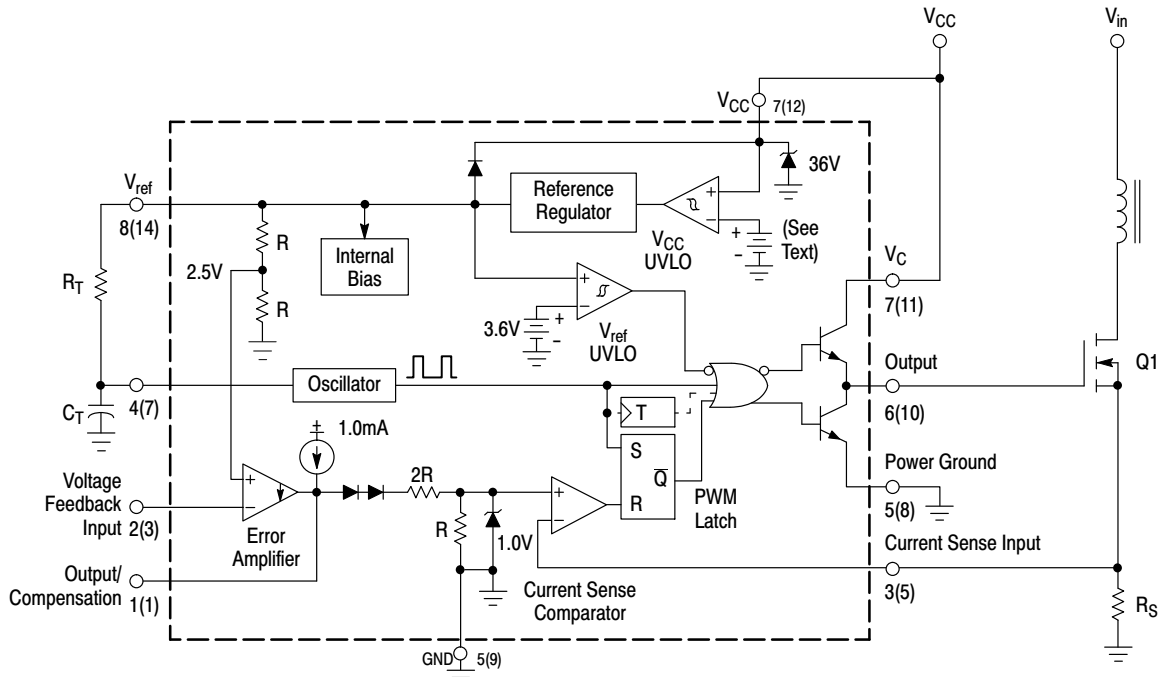 VCC
Vin
VCC
7(12)
36V
Vref
8(14)
Reference
Regulator
+
−
+
-
(See
Text)
VCC
UVLO
R
Internal
Bias
2.5V
R
RT
+
−
3.6V
+
-
Vref
UVLO
VC
7(11)
Q1
Output
6(10)
Oscillator
4(7)
CT
T
1.0mA
+
S
Q
R
PWM
Latch
Power Ground
5(8)
Voltage
Feedback
Input
2(3)
+
−
Error
Amplifier
2R
R
1.0V
+
−
Current Sense
Comparator
Current Sense Input
3(5)
Output/
Compensation
1(1)
RS
GND
5(9)